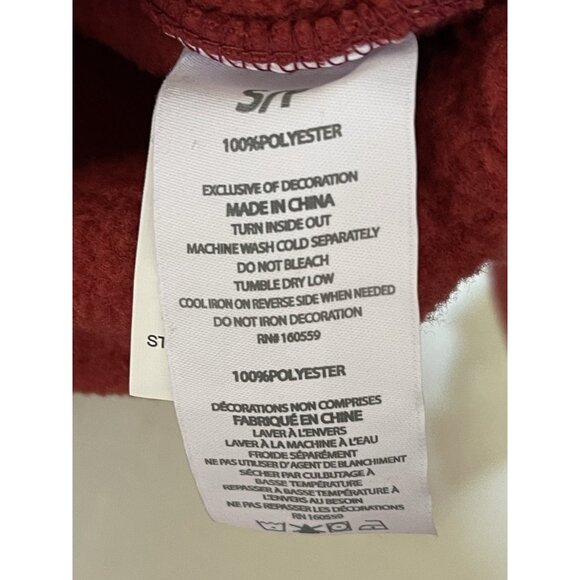 S/P
100%POLYESTER
EXCLUSIVE OF DECORATION
MADE IN CHINA
TURN INSIDE OUT
MACHINE WASH COLD SEPARATELY
DO NOT BLEACH
TUMBLE DRY LOW
COOL IRON ON REVERSE SIDE WHEN NEEDED
DO NOT IRON DECORATION
RN# 160559
ST
100%POLYESTER
DÉCORATIONS NON COMPRISES
FABRIQUÉ EN CHINE
LAVER À L'ENVERS
LAVER À LA MACHINE À L'EAU
FROIDE SÉPARÉMENT
NE PAS UTILISER D'AGENT DE BLANCHIMENT
SÉCHER PAR CULBUTAGE À
BASSE TEMPÉRATURE
REPASSER À BASSE TEMPÉRATURE À
L'ENVERS AU BESOIN
NE PAS REPASSER LES DÉCORATIONS
RN 160559